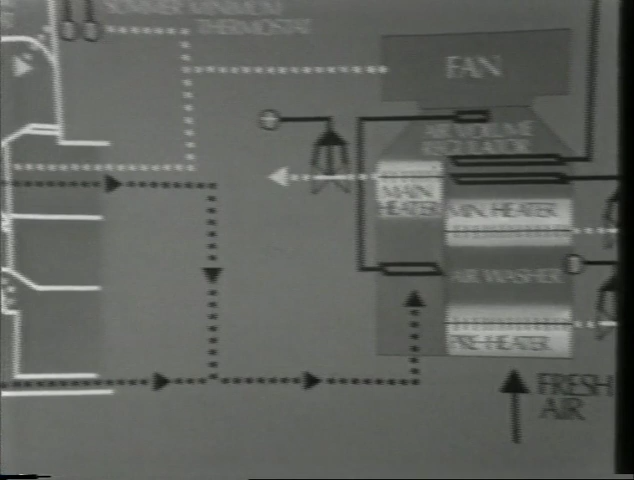 SUMMER MINIMUM
THERMOSTAT
FAN
AIR VOLUME
REGULATOR
MAIN
HEATER
MIN. HEATER
AIR WASHER
PRE-HEATER
FRESH
AIR